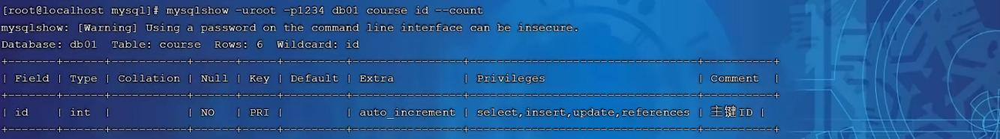 [root@localhost mysql]# mysqlshow -uroot -p1234 db01 course id --count
mysqlshow: [Warning] Using a password on the command line interface can be insecure.
Database: db01  Table: course  Rows: 6  Wildcard: id
+-------+------+-----------+------+-----+---------+----------------+---------------------------------+----------+
| Field | Type | Collation | Null | Key | Default | Extra          | Privileges                      | Comment  |
+-------+------+-----------+------+-----+---------+----------------+---------------------------------+----------+
| id    | int  |           | NO   | PRI |         | auto_increment | select,insert,update,references | 主键ID |
+-------+------+-----------+------+-----+---------+----------------+---------------------------------+----------+